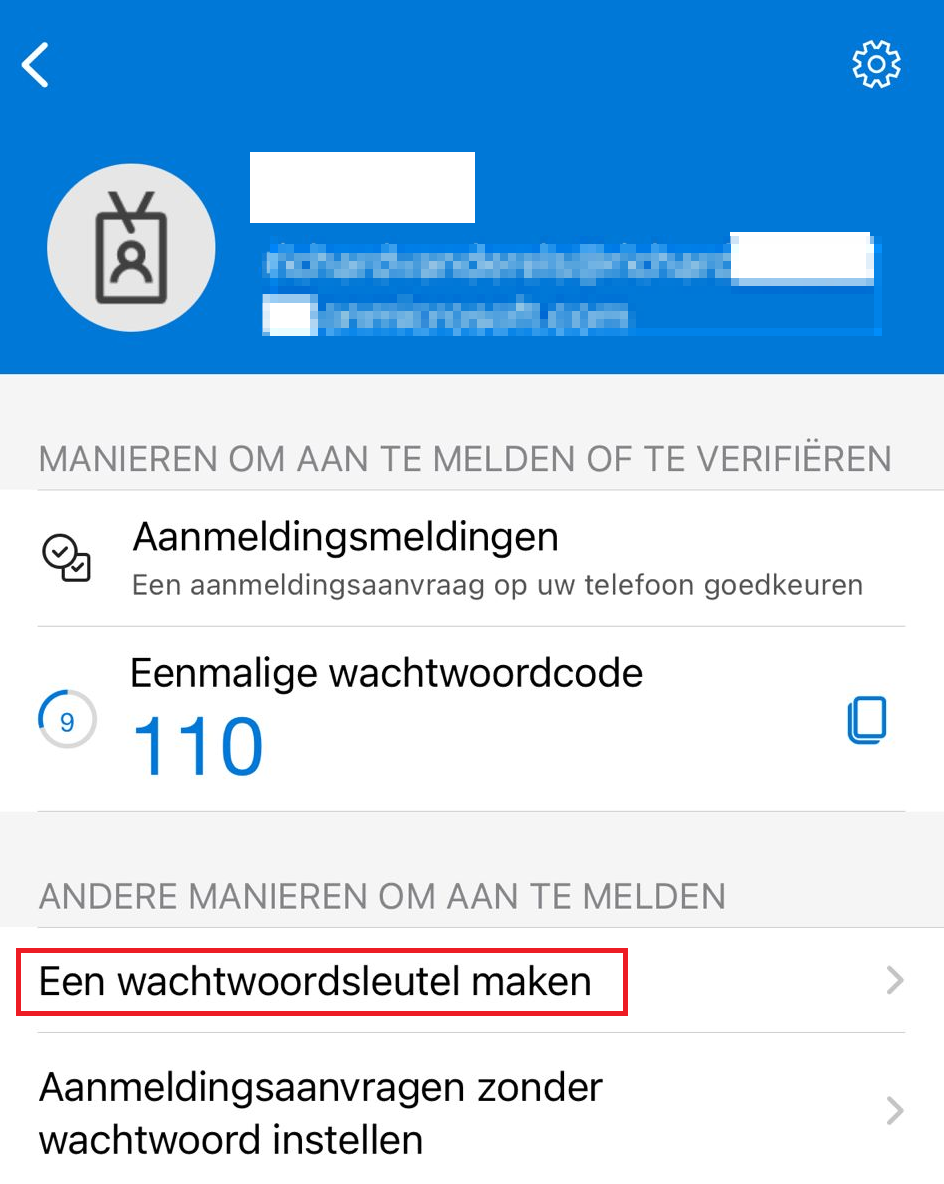 MANIEREN OM AAN TE MELDEN OF TE VERIFIËREN
Aanmeldingsmeldingen
Een aanmeldingsaanvraag op uw telefoon goedkeuren
Eenmalige wachtwoordcode
9
110
ANDERE MANIEREN OM AAN TE MELDEN
Een wachtwoordsleutel maken
Aanmeldingsaanvragen zonder
wachtwoord instellen